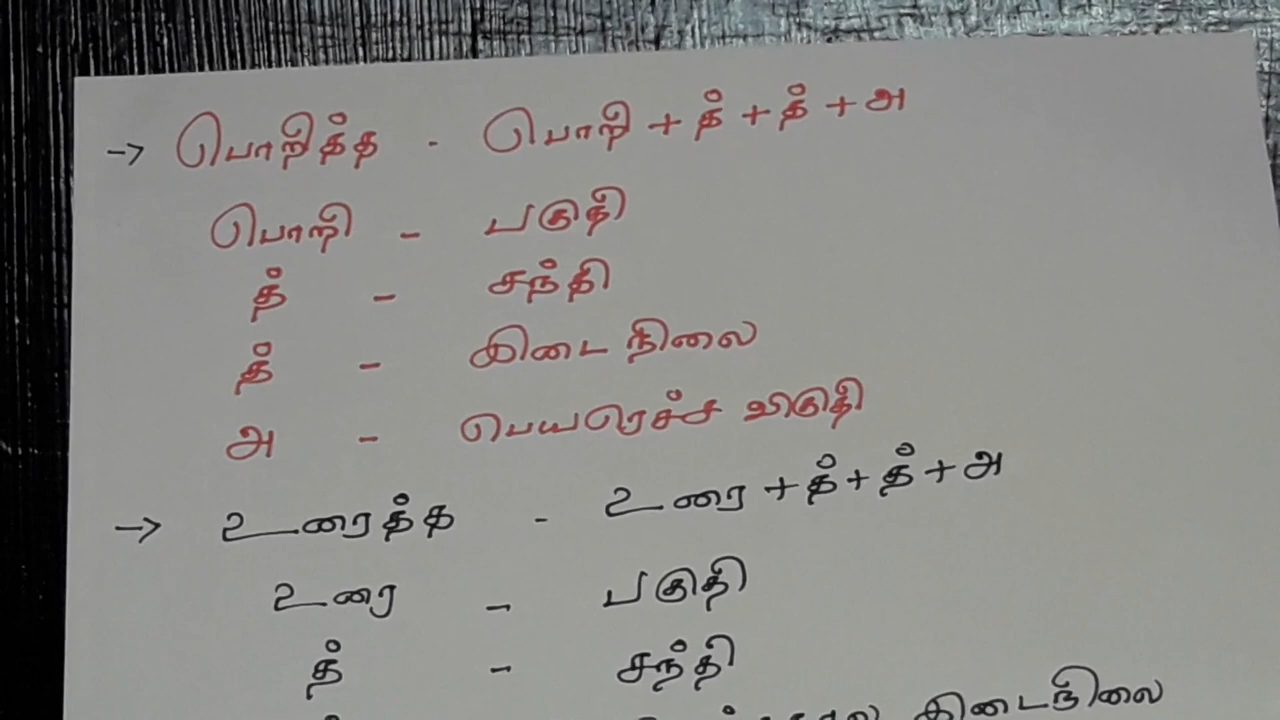 → பொறித்த - பொறி + த் + த் + அ
பொறி - பகுதி
த் - சந்தி
த் - இடைநிலை
அ - பெயரெச்ச விகுதி
→ உரைத்த - உரை + த் + த் + அ
உரை - பகுதி
த் - சந்தி
இடைநிலை